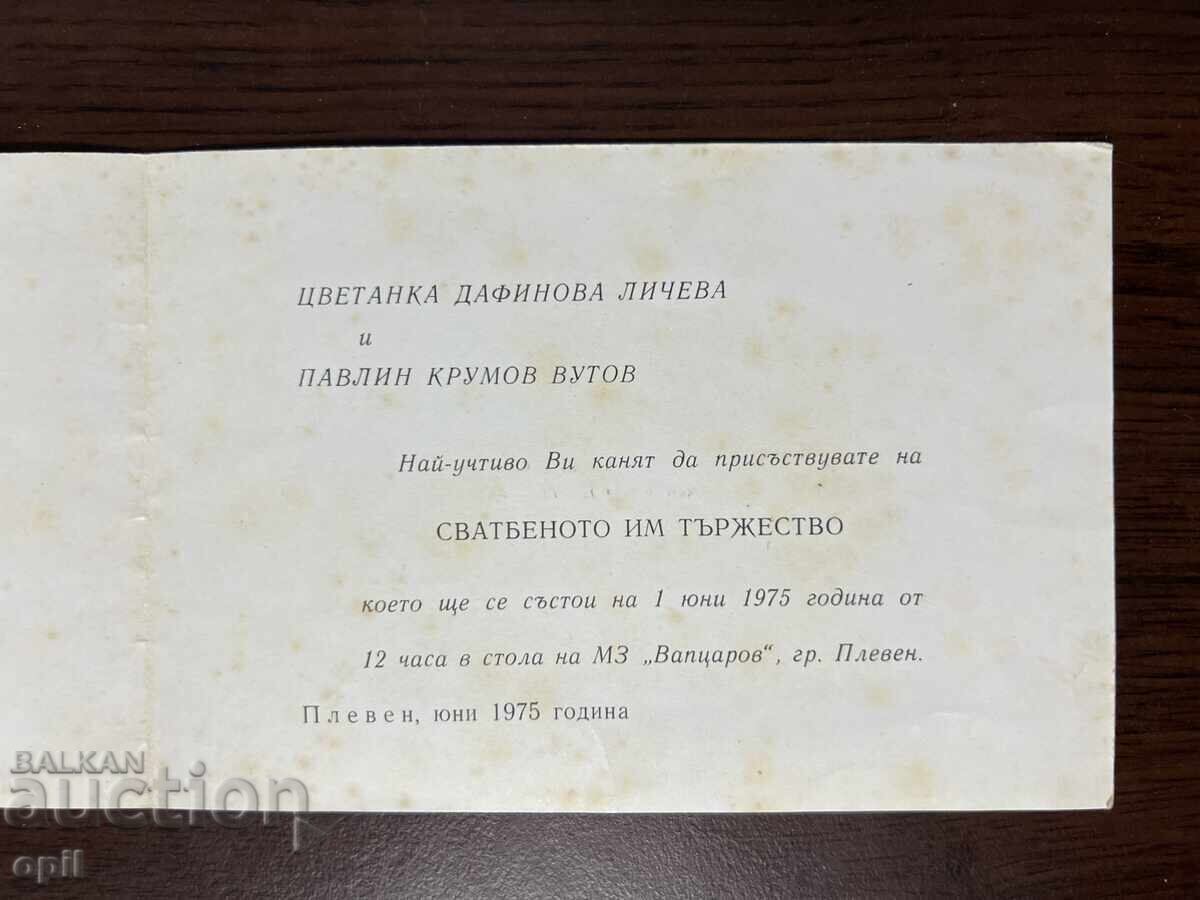 ЦВЕТАНКА ДАФИНОВА ЛИЧЕВА
и
ПАВЛИН КРУМОВ ВУТОВ
Най-учтиво Ви канят да присъствувате на
СВАТБЕНОТО ИМ ТЪРЖЕСТВО
което ще се състои на 1 юни 1975 година от
12 часа в стола на МЗ „Вапцаров“, гр. Плевен.
Плевен, юни 1975 година
BALKAN
auction
opil